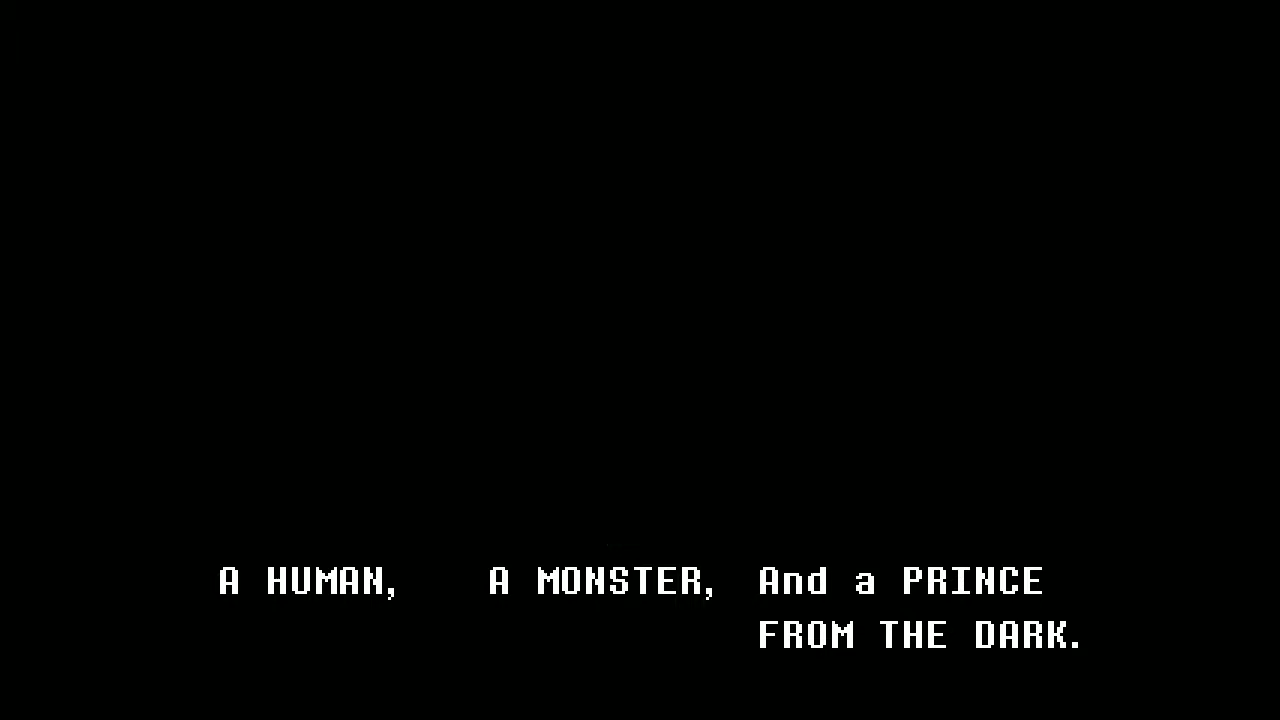 A HUMAN, A MONSTER, And a PRINCE
FROM THE DARK.